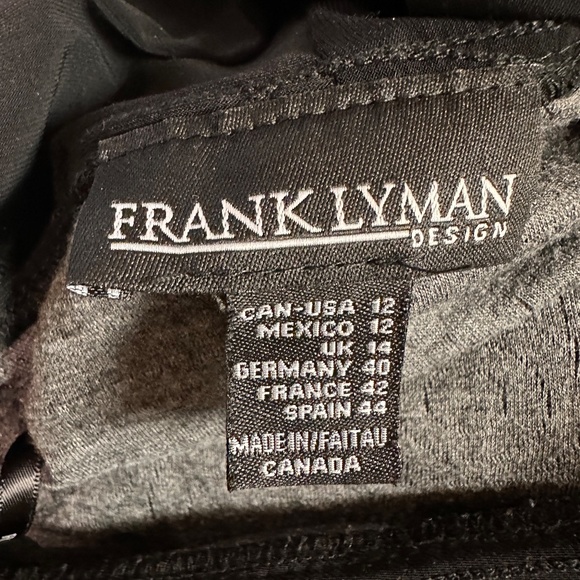 FRANK LYMAN
DESIGN
CAN-USA 12
MEXICO 12
UK 14
GERMANY 40
FRANCE 42
SPAIN 44
MADE IN/FAIT AU
CANADA